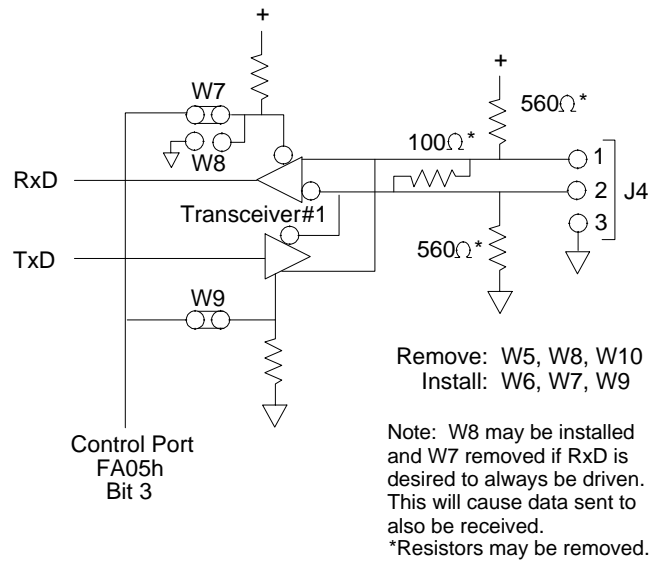 +
+
W7
560Ω*
100Ω*
1
W8
RxD
2
J4
Transceiver#1
3
560Ω*
TxD
W9
Remove: W5, W8, W10
Install: W6, W7, W9
Control Port
FA05h
Bit 3
Note: W8 may be installed
and W7 removed if RxD is
desired to always be driven.
This will cause data sent to
also be received.
*Resistors may be removed.